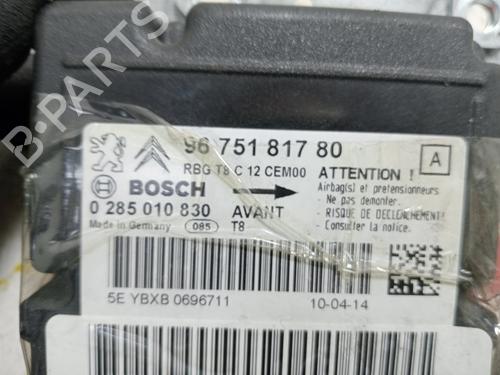 B-PARTS
96 751 817 80
RBG T8 C 12 CEM00
A
ATTENTION !
BOSCH
Airbag(s) et pretensionneurs
- Ne pas demonter.
- RISQUE DE DECLENCHEMENT!
Consulter la notice.
0 285 010 830 AVANT
Made in Germany 085 T8
5E YBXB 0696711 10-04-14